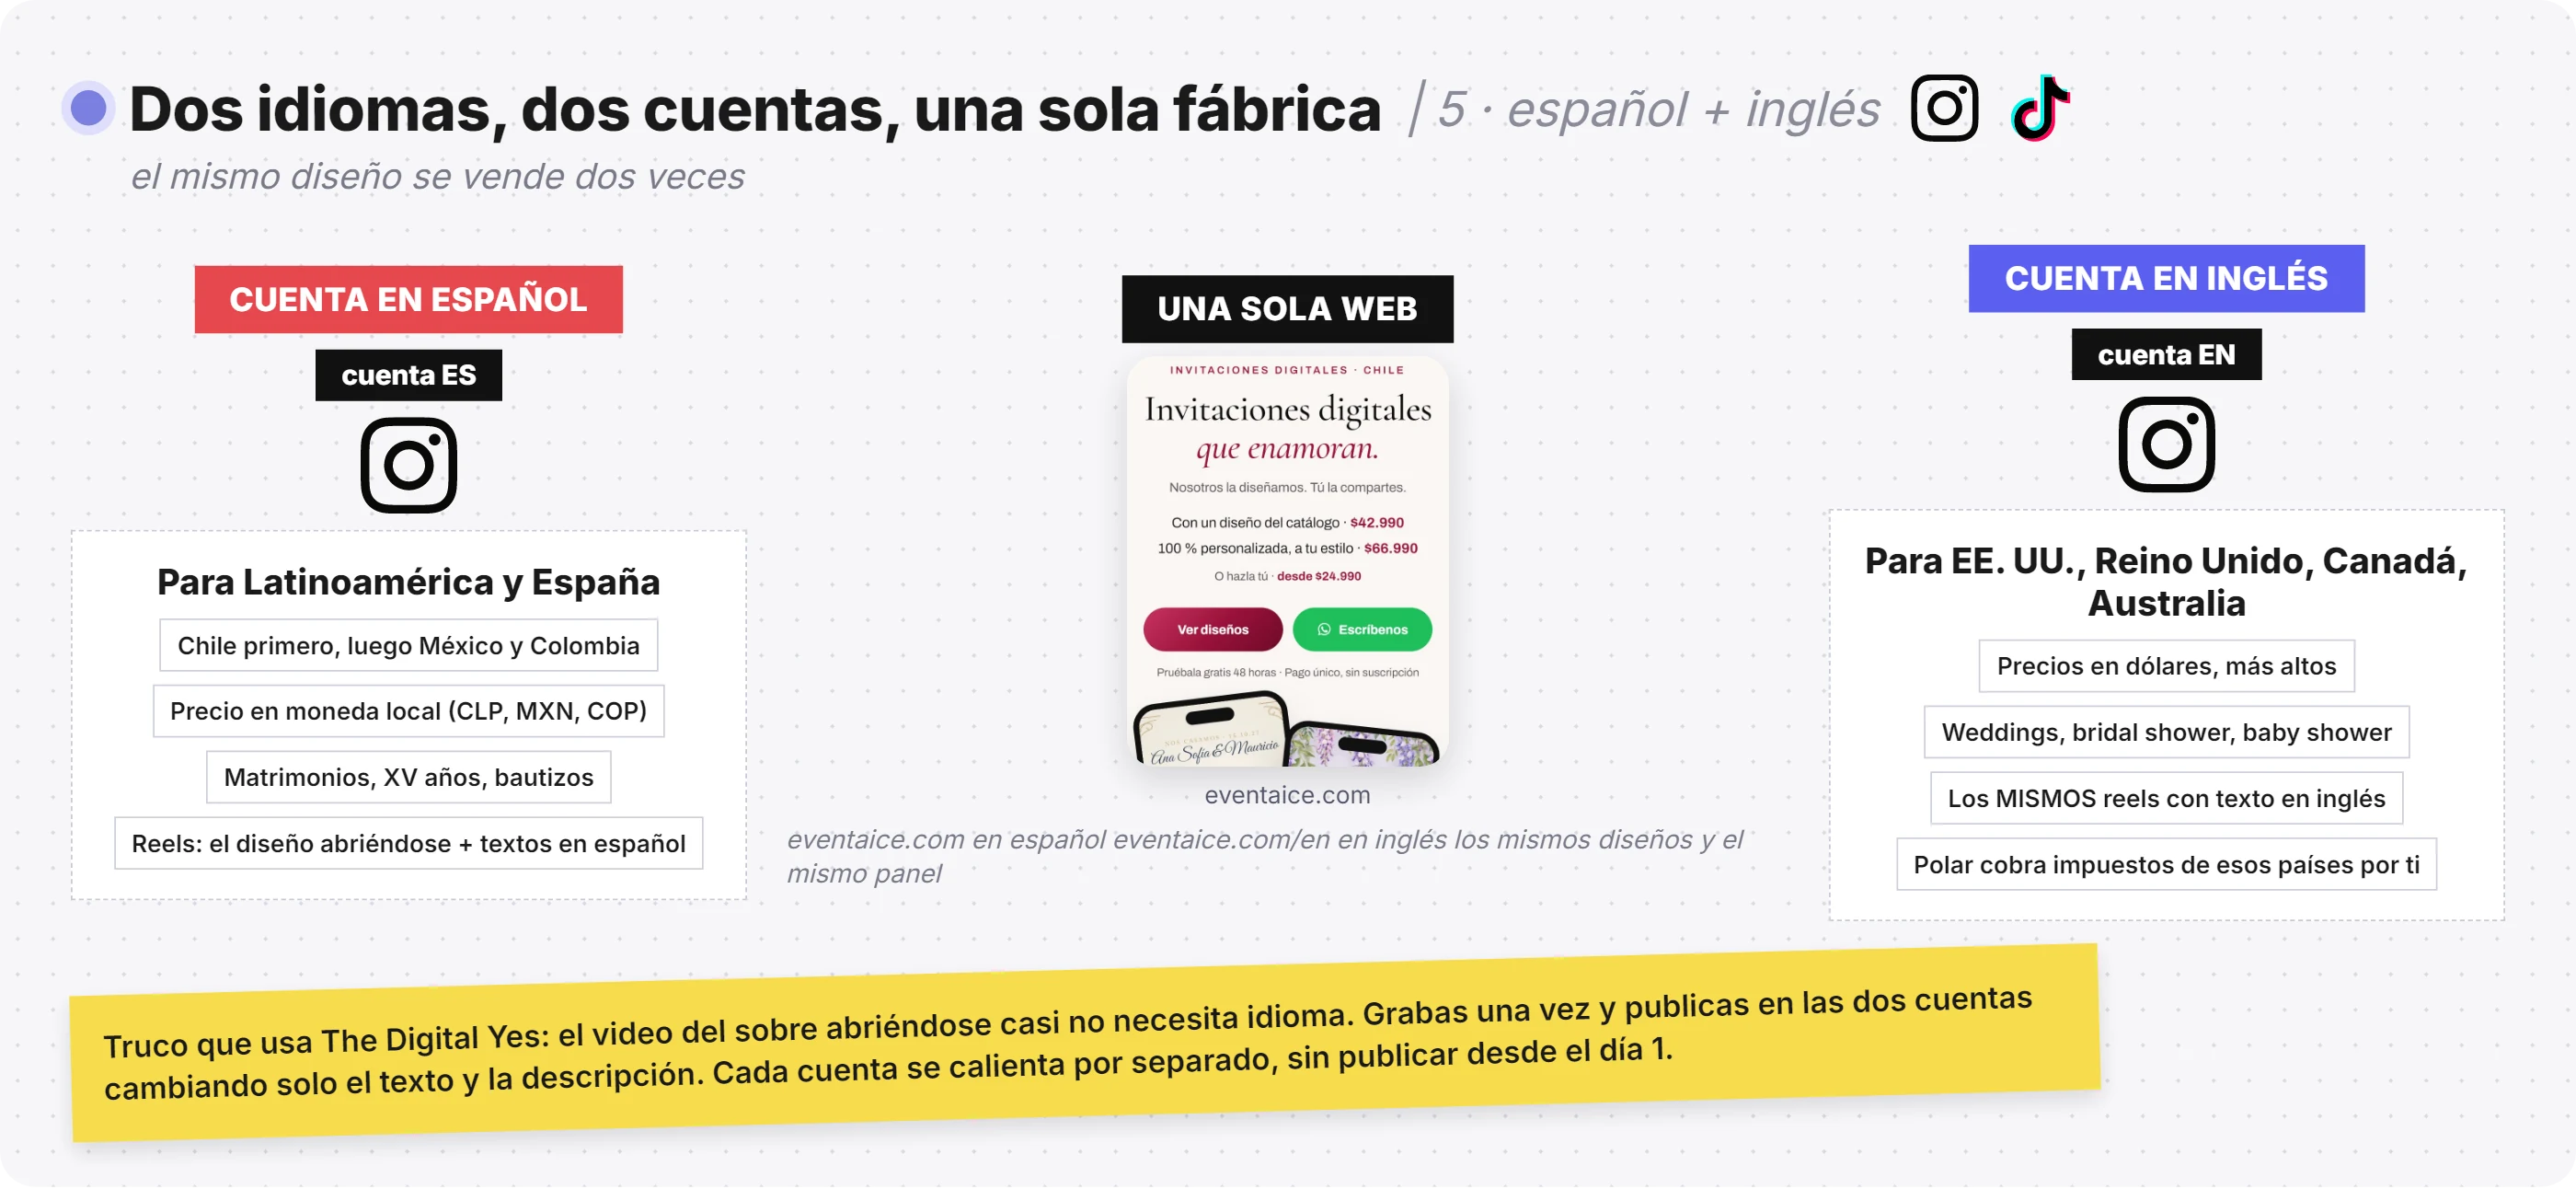 Dos idiomas, dos cuentas, una sola fábrica | 5 · español + inglés
el mismo diseño se vende dos veces
CUENTA EN ESPAÑOL
cuenta ES
Para Latinoamérica y España
Chile primero, luego México y Colombia
Precio en moneda local (CLP, MXN, COP)
Matrimonios, XV años, bautizos
Reels: el diseño abriéndose + textos en español
UNA SOLA WEB
INVITACIONES DIGITALES · CHILE
Invitaciones digitales
que enamoran.
Nosotros la diseñamos. Tú la compartes.
Con un diseño del catálogo · $42.990
100 % personalizada, a tu estilo · $66.990
O hazla tú · desde $24.990
Ver diseños
Escríbenos
Pruébala gratis 48 horas · Pago único, sin suscripción
Ana Sofía & Mauricio
eventaice.com
eventaice.com en español eventaice.com/en en inglés los mismos diseños y el
mismo panel
CUENTA EN INGLÉS
cuenta EN
Para EE. UU., Reino Unido, Canadá,
Australia
Precios en dólares, más altos
Weddings, bridal shower, baby shower
Los MISMOS reels con texto en inglés
Polar cobra impuestos de esos países por ti
Truco que usa The Digital Yes: el video del sobre abriéndose casi no necesita idioma. Grabas una vez y publicas en las dos cuentas
cambiando solo el texto y la descripción. Cada cuenta se calienta por separado, sin publicar desde el día 1.